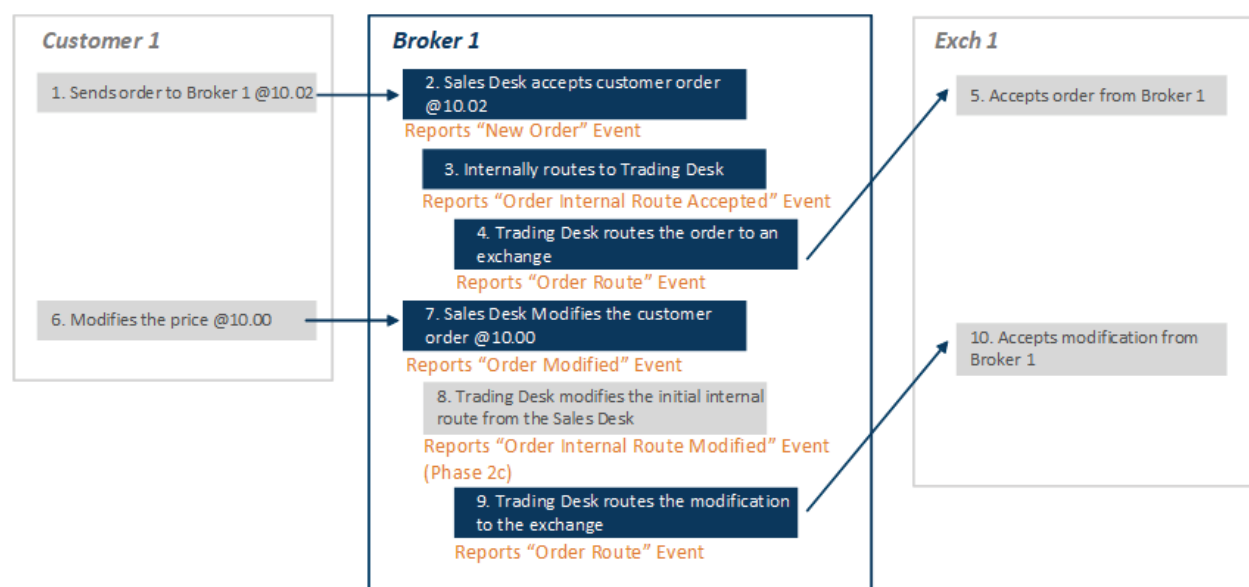 Customer 1
1. Sends order to Broker 1 @10.02
6. Modifies the price @10.00
Broker 1
2. Sales Desk accepts customer order
@10.02
Reports “New Order” Event
3. Internally routes to Trading Desk
Reports “Order Internal Route Accepted” Event
4. Trading Desk routes the order to an
exchange
Reports “Order Route” Event
7. Sales Desk Modifies the customer
order @10.00
Reports “Order Modified” Event
8. Trading Desk modifies the initial internal
route from the Sales Desk
Reports “Order Internal Route Modified” Event
(Phase 2c)
9. Trading Desk routes the modification
to the exchange
Reports “Order Route” Event
Exch 1
5. Accepts order from Broker 1
10. Accepts modification from
Broker 1